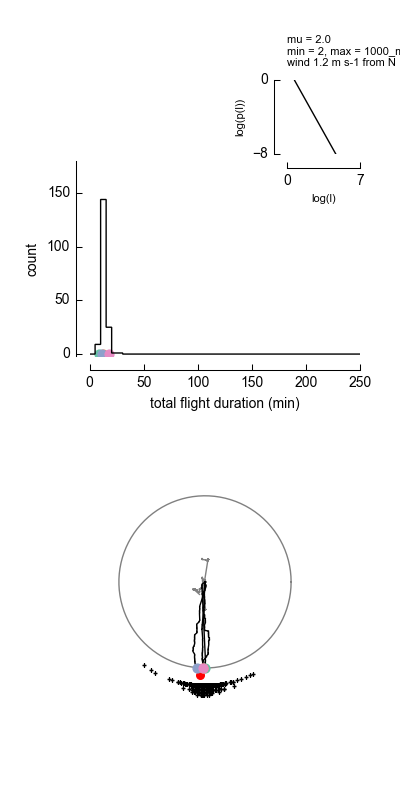 mu = 2.0
min = 2, max = 1000_m
wind 1.2 m s-1 from N
0
log(p(l))
−8
0
7
log(l)
150
100
50
0
count
0
50
100
150
200
250
total flight duration (min)